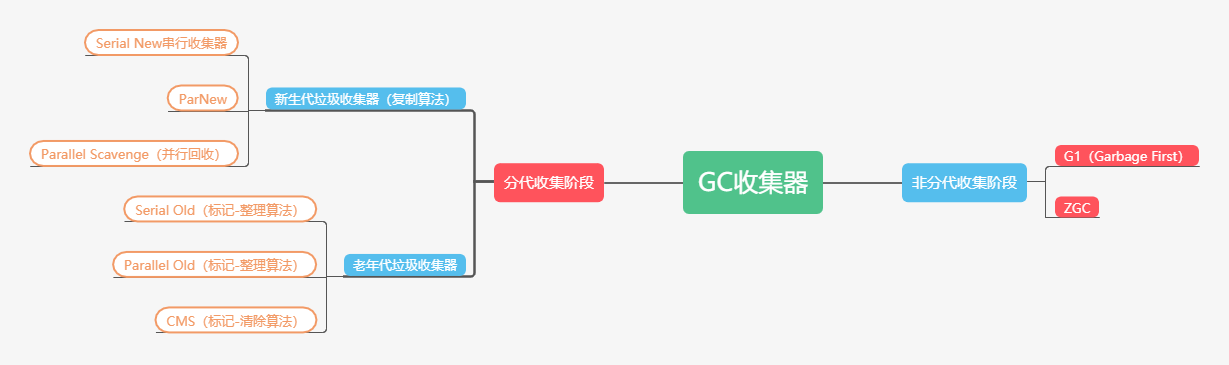 GC收集器
分代收集阶段
新生代垃圾收集器（复制算法）
Serial New串行收集器
ParNew
Parallel Scavenge（并行回收）
老年代垃圾收集器
Serial Old（标记-整理算法）
Parallel Old（标记-整理算法）
CMS（标记-清除算法）
非分代收集阶段
G1（Garbage First）
ZGC